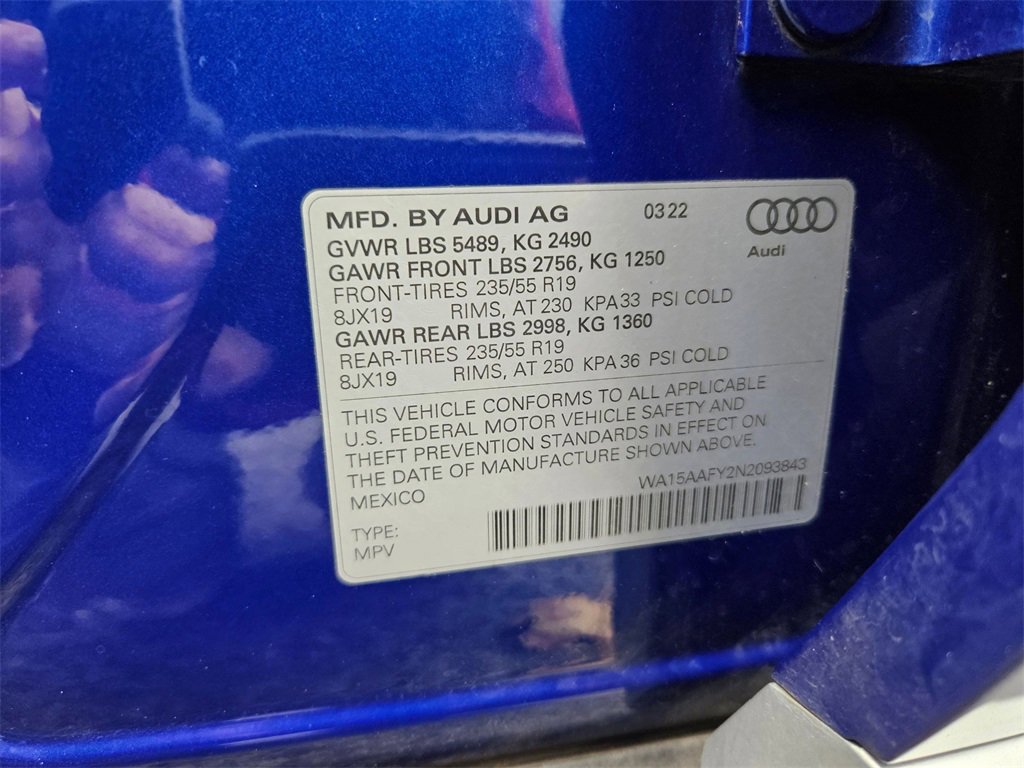 MFD. BY AUDI AG 03 22
Audi
GVWR LBS 5489, KG 2490
GAWR FRONT LBS 2756, KG 1250
FRONT-TIRES 235/55 R19
8JX19 RIMS, AT 230 KPA 33 PSI COLD
GAWR REAR LBS 2998, KG 1360
REAR-TIRES 235/55 R19
8JX19 RIMS, AT 250 KPA 36 PSI COLD
THIS VEHICLE CONFORMS TO ALL APPLICABLE
U.S. FEDERAL MOTOR VEHICLE SAFETY AND
THEFT PREVENTION STANDARDS IN EFFECT ON
THE DATE OF MANUFACTURE SHOWN ABOVE.
MEXICO WA15AAFY2N2093843
TYPE:
MPV